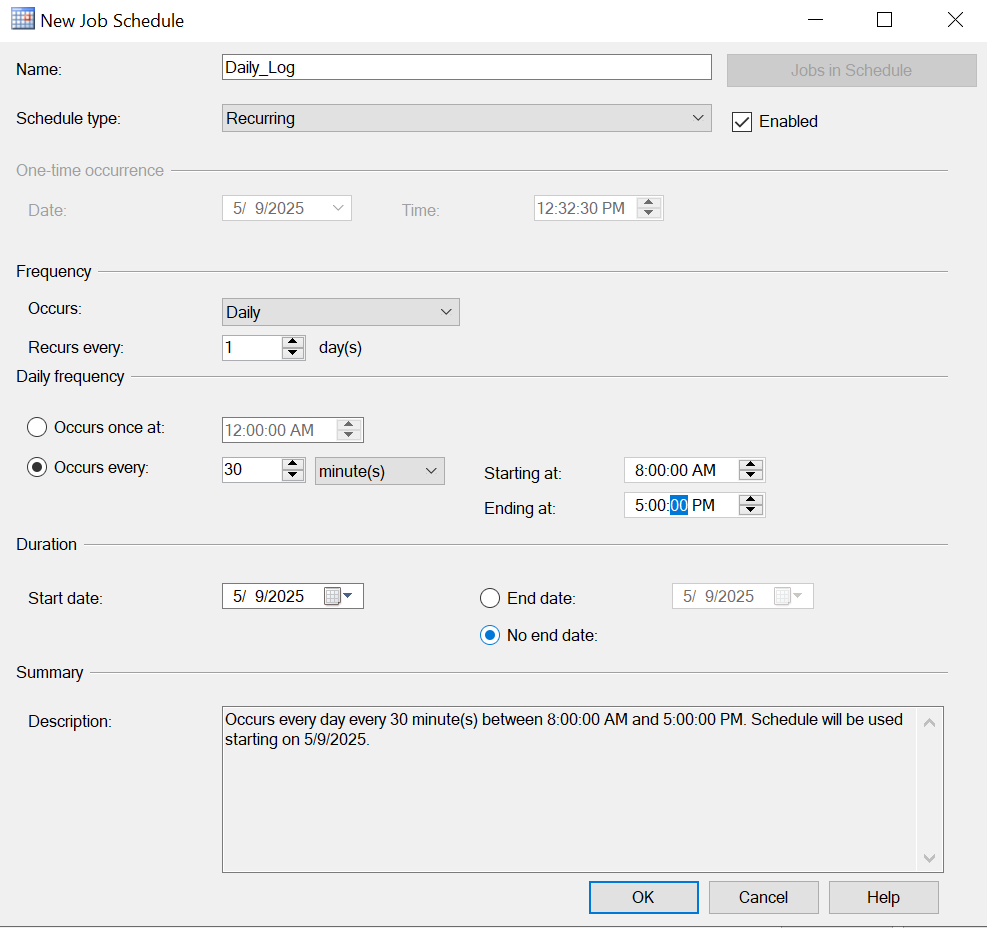 New Job Schedule
Name: Daily_Log Jobs in Schedule
Schedule type: Recurring Enabled
One-time occurrence
Date: 5/ 9/2025 Time: 12:32:30 PM
Frequency
Occurs: Daily
Recurs every: 1 day(s)
Daily frequency
Occurs once at: 12:00:00 AM
Occurs every: 30 minute(s) Starting at: 8:00:00 AM
Ending at: 5:00:00 PM
Duration
Start date: 5/ 9/2025 End date: 5/ 9/2025
No end date:
Summary
Description: Occurs every day every 30 minute(s) between 8:00:00 AM and 5:00:00 PM. Schedule will be used
starting on 5/9/2025.
OK Cancel Help